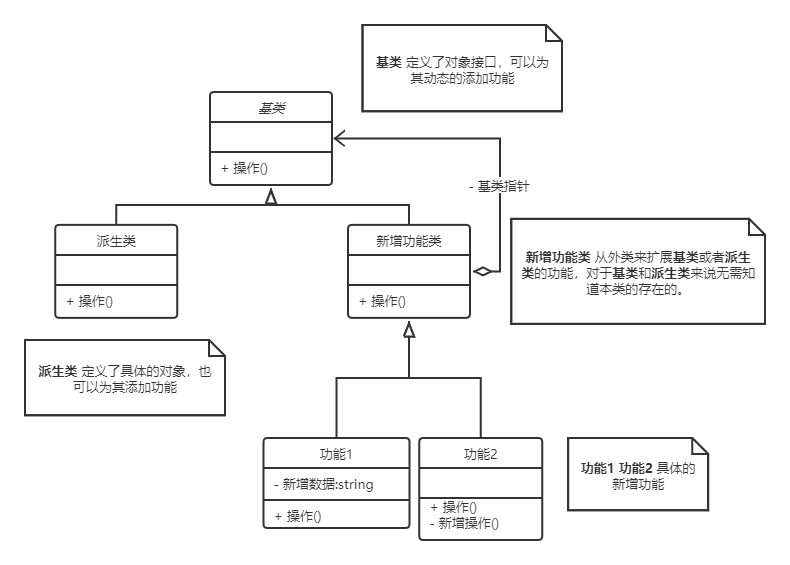 基类 定义了对象接口，可以为
其动态的添加功能
基类
+ 操作()
- 基类指针
派生类
+ 操作()
新增功能类
+ 操作()
新增功能类 从外类来扩展基类或者派生
类的功能，对于基类和派生类来说无需知
道本类的存在的。
派生类 定义了具体的对象，也
可以为其添加功能
功能1
- 新增数据:string
+ 操作()
功能2
+ 操作()
- 新增操作()
功能1 功能2 具体的
新增功能